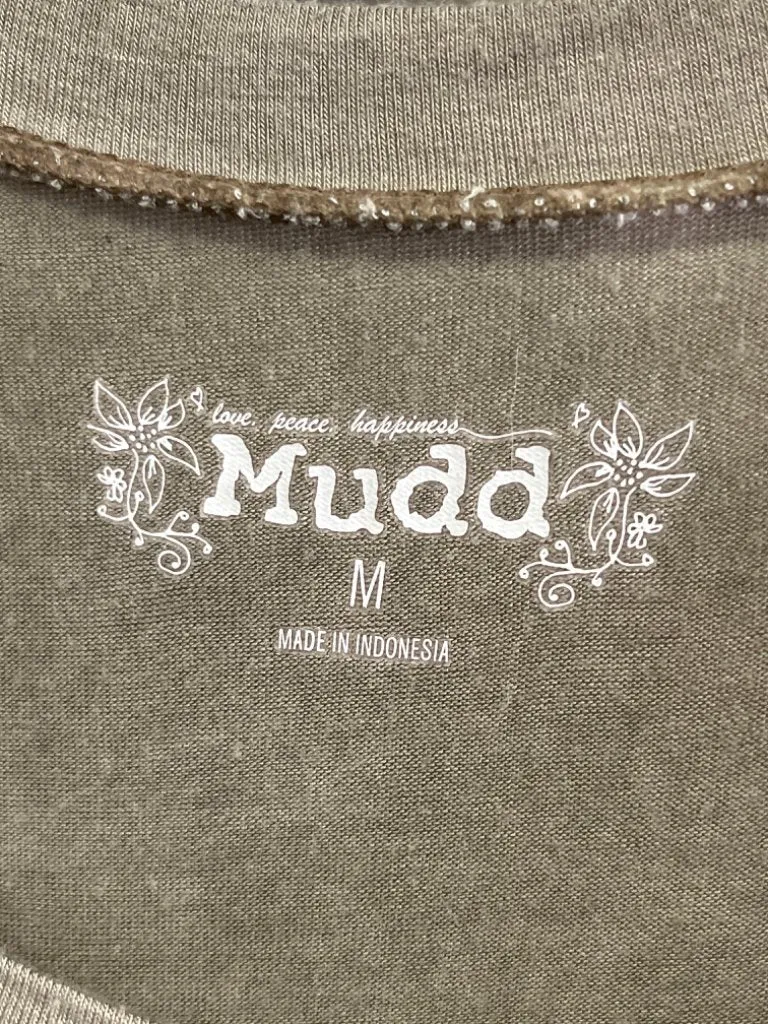 love. peace. happiness
Mudd
M
MADE IN INDONESIA